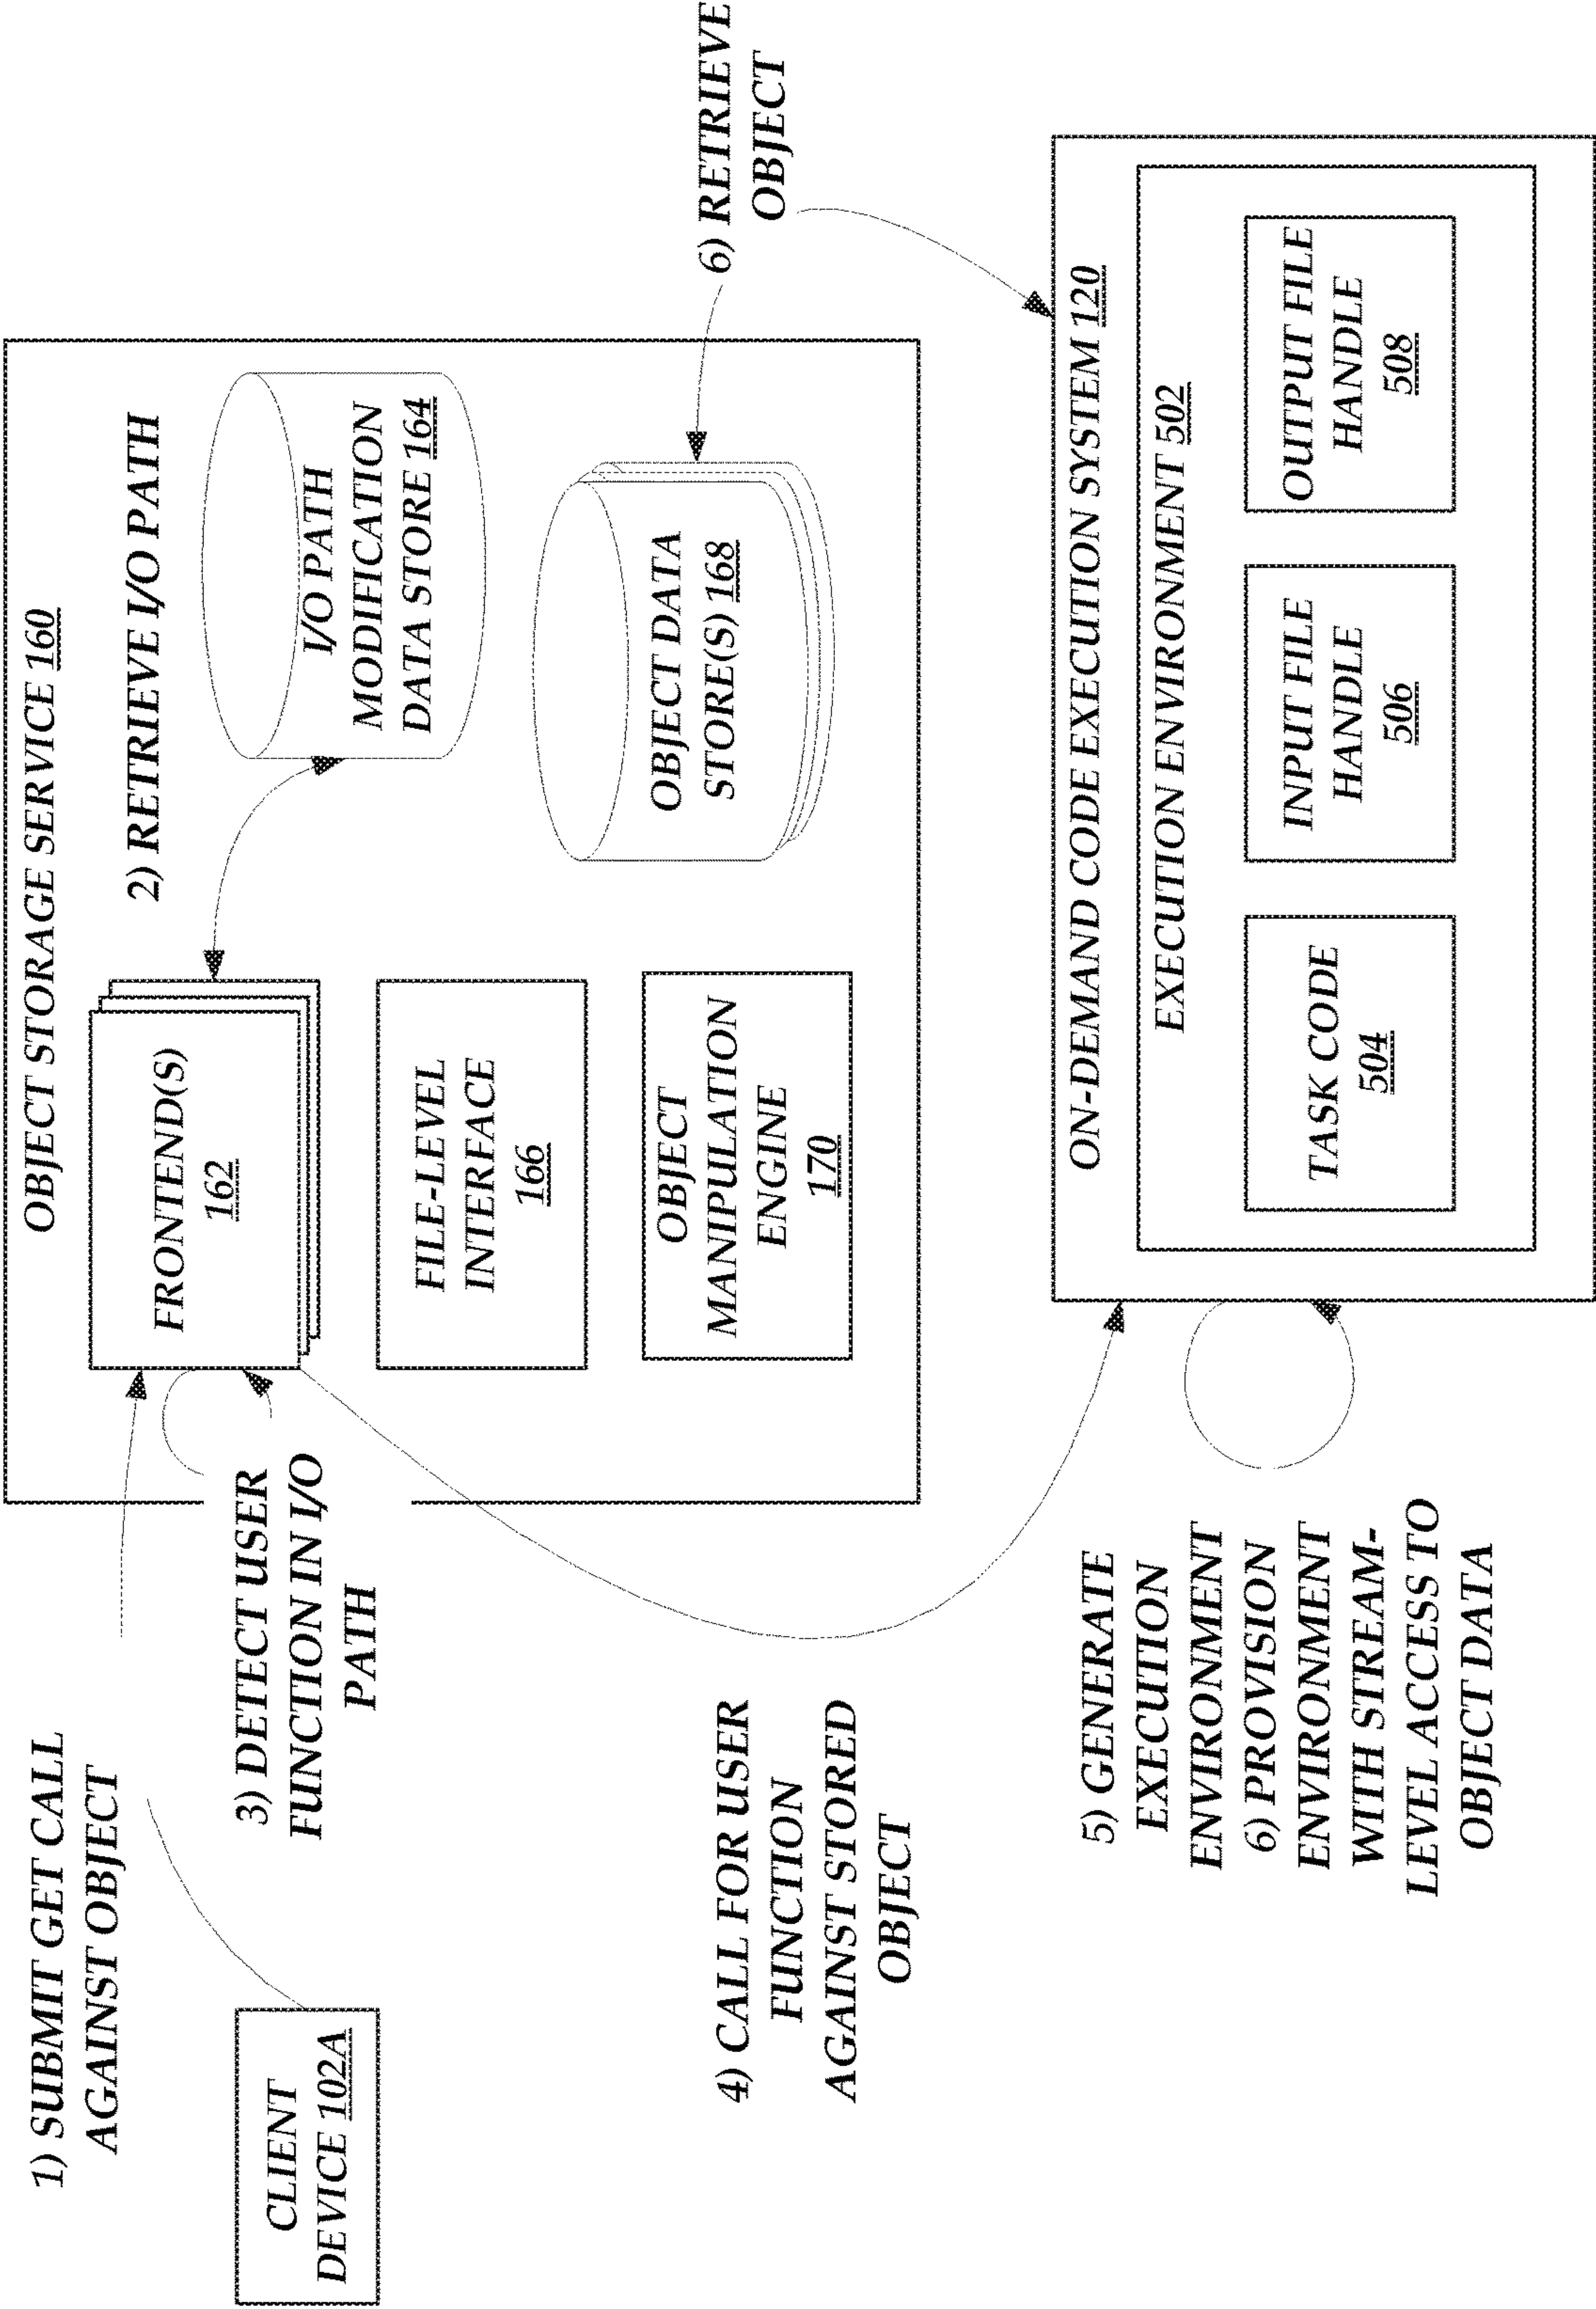 1) SUBMIT GET CALL
AGAINST OBJECT
CLIENT
DEVICE 102A
OBJECT STORAGE SERVICE 160
FRONTEND(S)
162
2) RETRIEVE I/O PATH
I/O PATH
MODIFICATION
DATA STORE 164
3) DETECT USER
FUNCTION IN I/O
PATH
FILE-LEVEL
INTERFACE
166
OBJECT DATA
STORE(S) 168
OBJECT
MANIPULATION
ENGINE
170
6) RETRIEVE
OBJECT
4) CALL FOR USER
FUNCTION
AGAINST STORED
OBJECT
ON-DEMAND CODE EXECUTION SYSTEM 120
EXECUTION ENVIRONMENT 502
TASK CODE
504
INPUT FILE
HANDLE
506
OUTPUT FILE
HANDLE
508
5) GENERATE
EXECUTION
ENVIRONMENT
6) PROVISION
ENVIRONMENT
WITH STREAM-
LEVEL ACCESS TO
OBJECT DATA